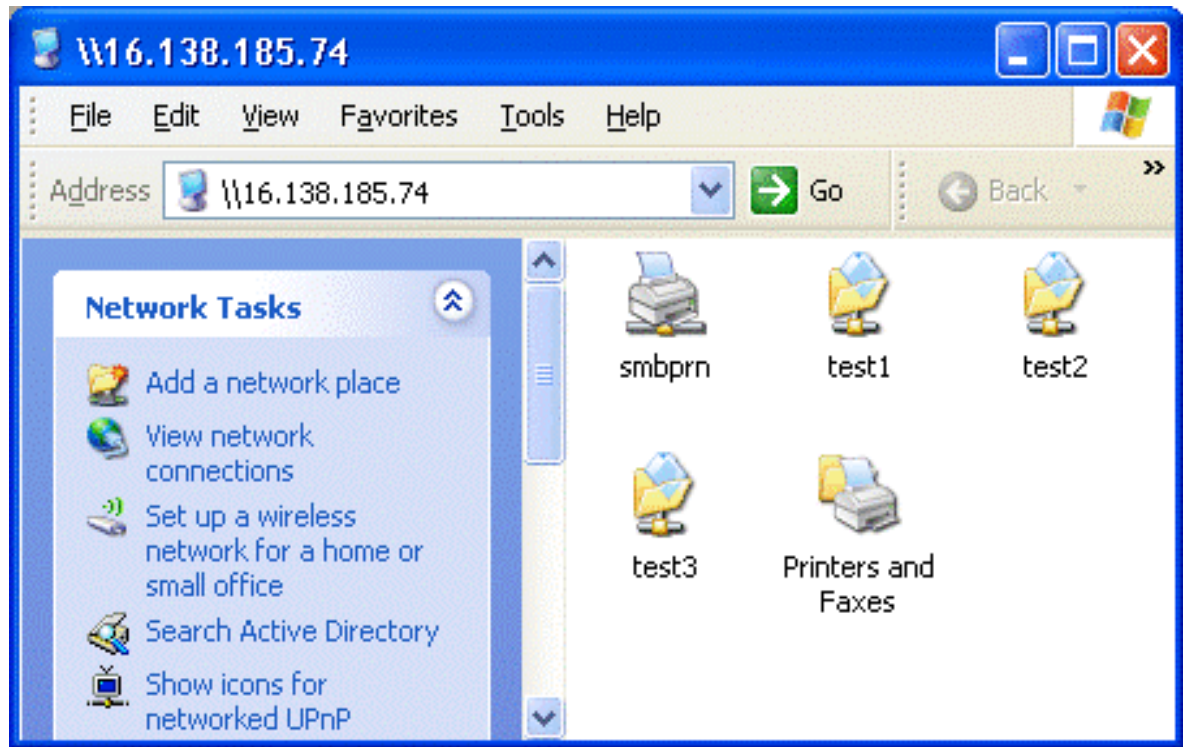 \\16.138.185.74
File Edit View Favorites Tools Help
Address \\16.138.185.74 Go Back »
Network Tasks
Add a network place
View network
connections
Set up a wireless
network for a home or
small office
Search Active Directory
Show icons for
networked UPnP
smbprn test1 test2
test3 Printers and
Faxes